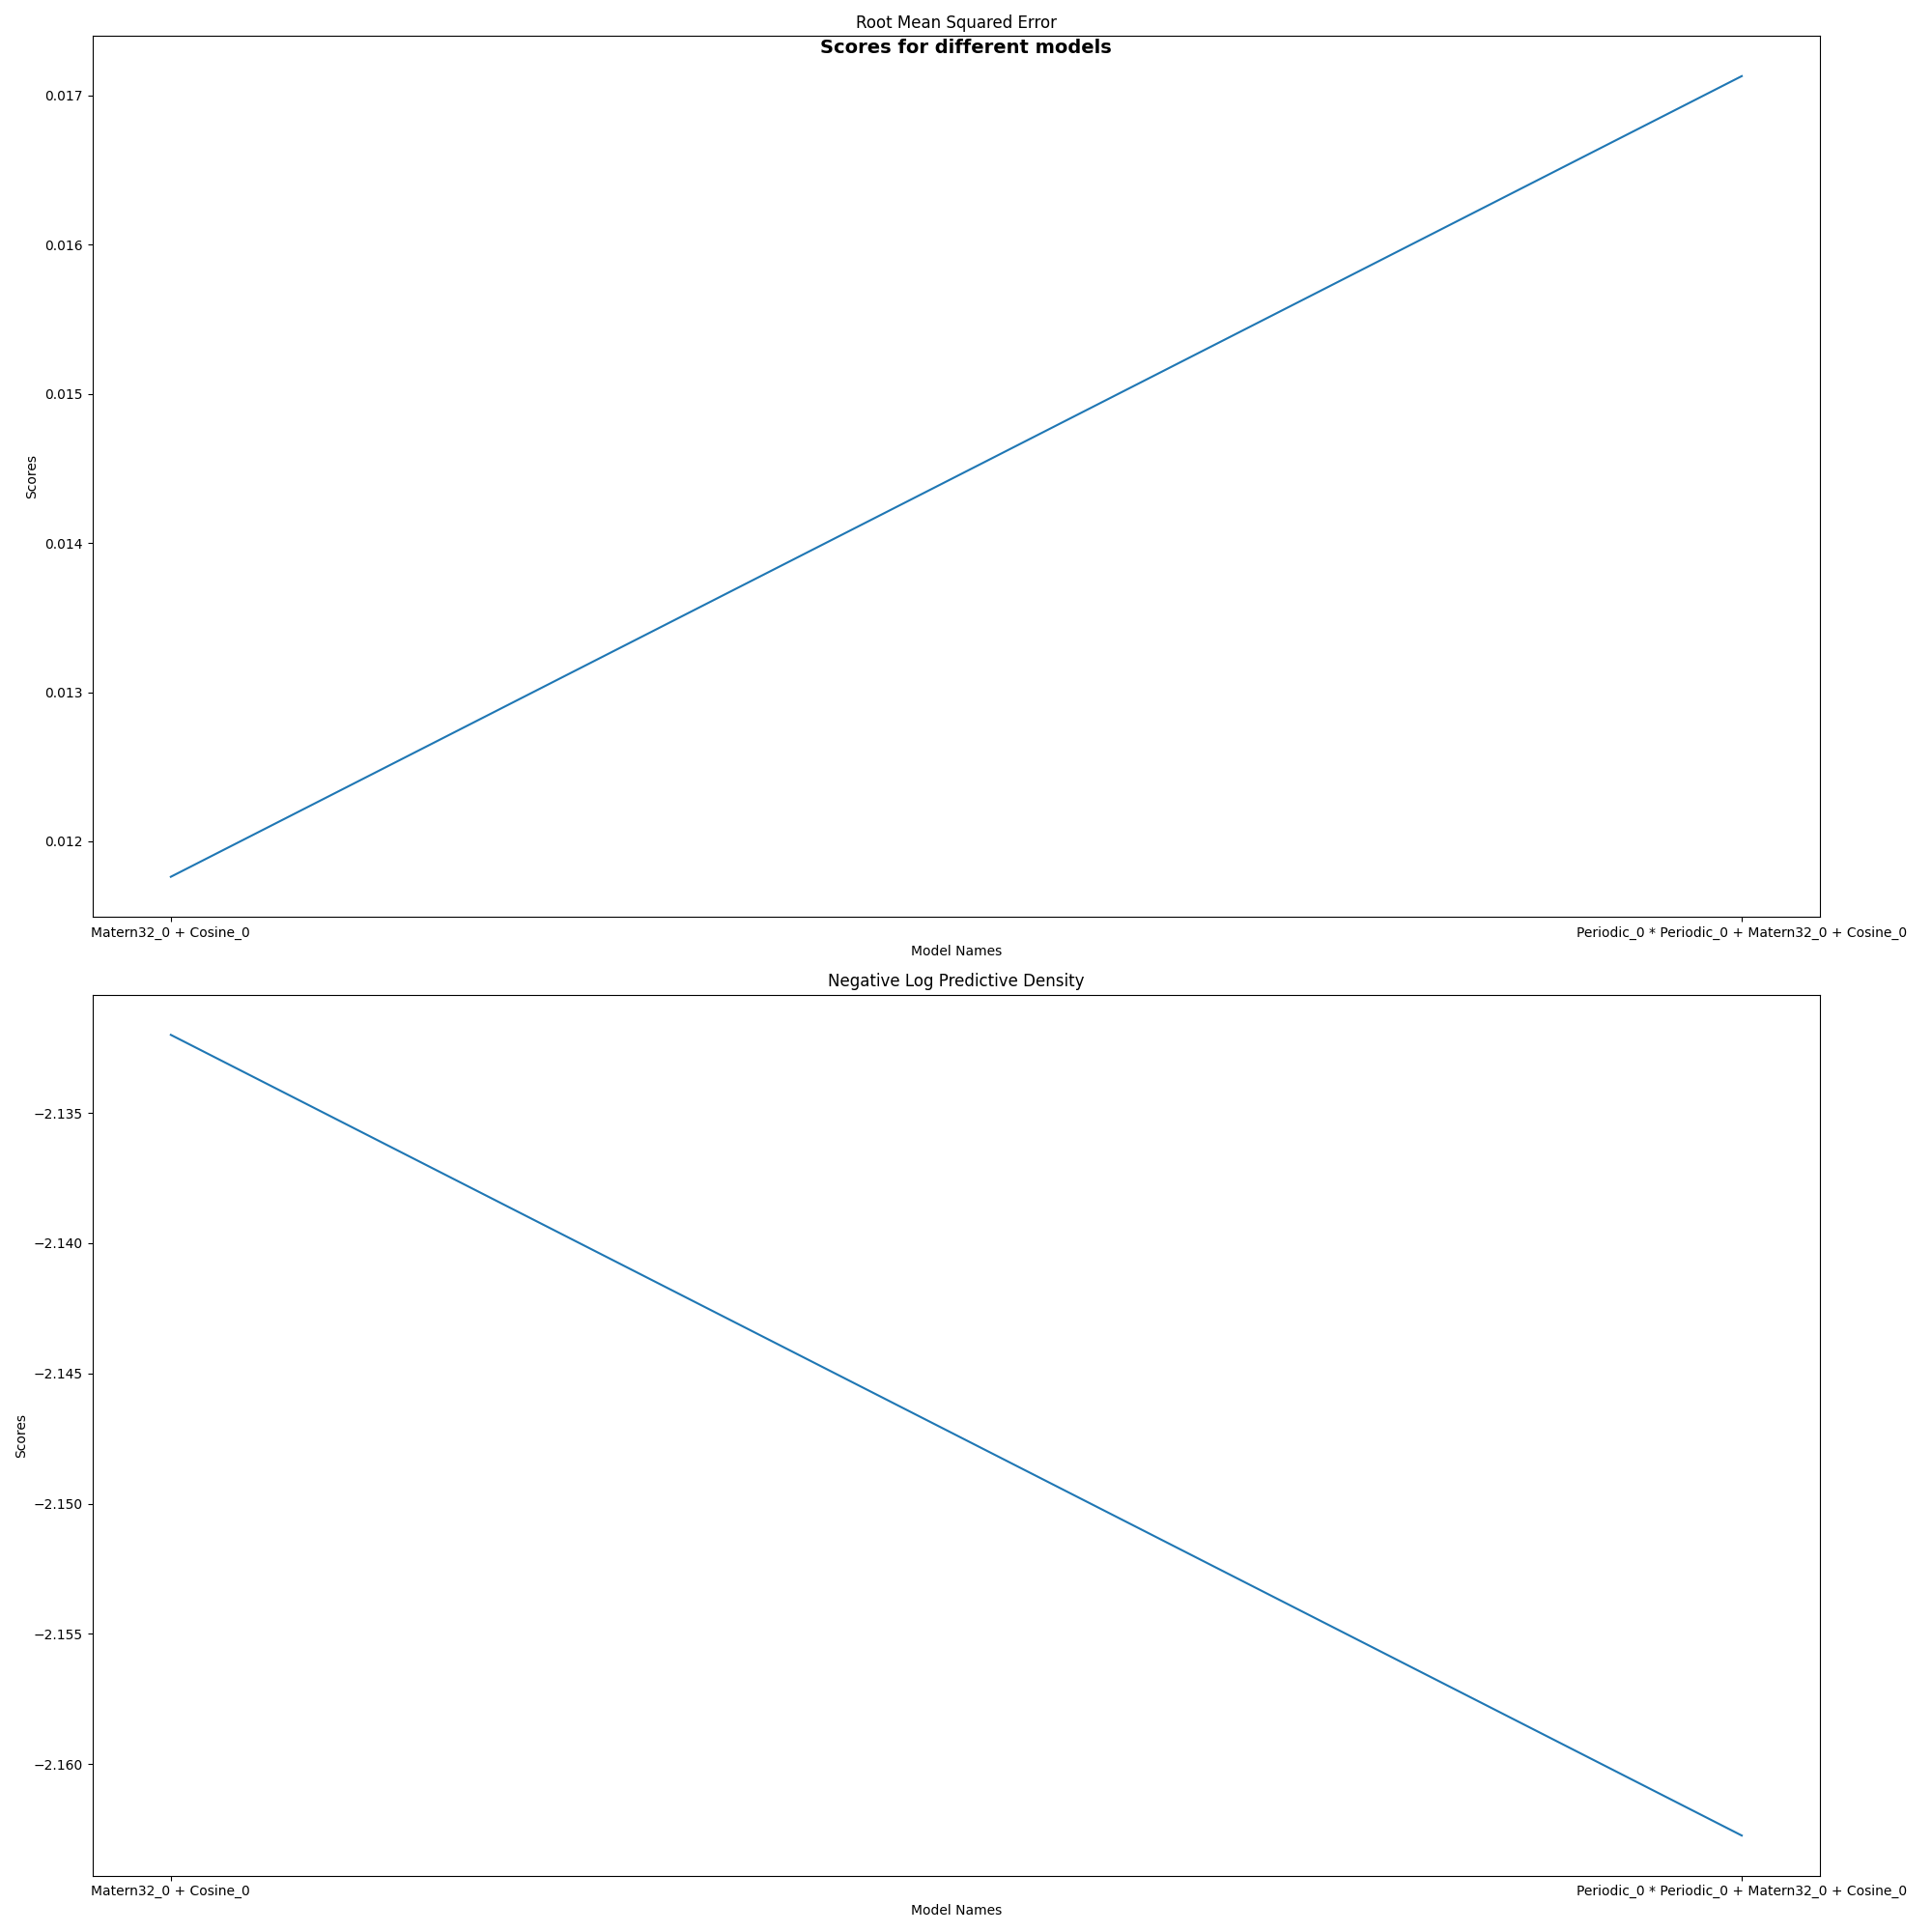 Root Mean Squared Error
Scores for different models
0.017
0.016
0.015
0.014
0.013
0.012
Scores
Matern32_0 + Cosine_0
Periodic_0 * Periodic_0 + Matern32_0 + Cosine_0
Model Names
Negative Log Predictive Density
−2.135
−2.140
−2.145
−2.150
−2.155
−2.160
Scores
Matern32_0 + Cosine_0
Periodic_0 * Periodic_0 + Matern32_0 + Cosine_0
Model Names